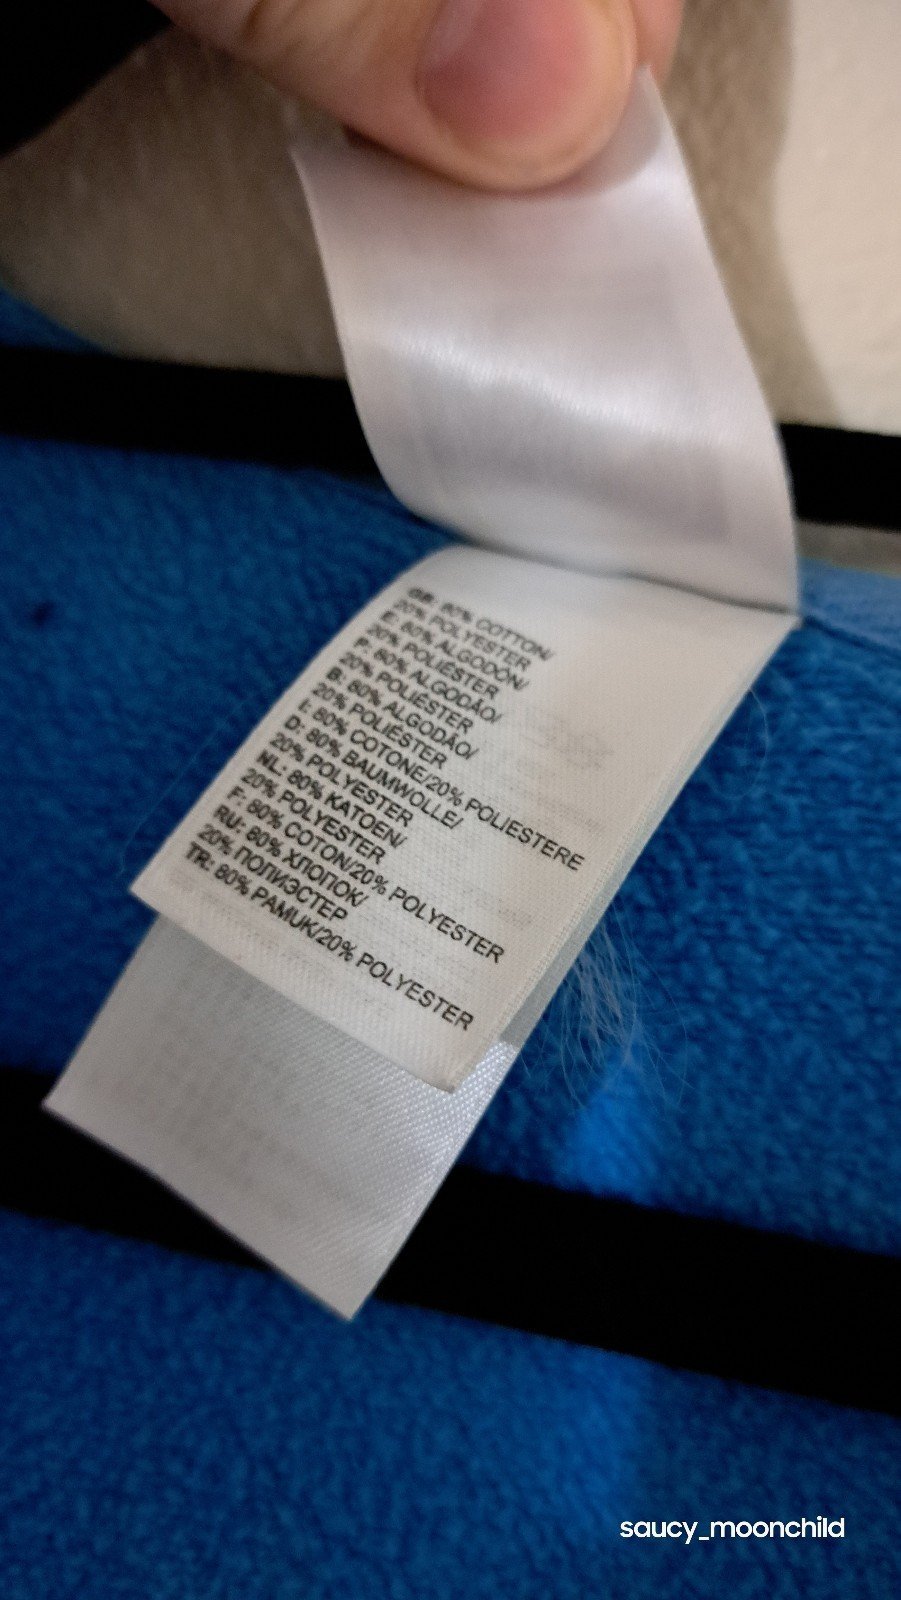 GB: 80% COTTON/
20% POLYESTER
E: 80% ALGODÓN/
20% POLIÉSTER
P: 80% ALGODÃO/
20% POLIÉSTER
B: 80% ALGODÃO/
20% POLIÉSTER
I: 80% COTONE/20% POLIESTERE
D: 80% BAUMWOLLE/
20% POLYESTER
NL: 80% KATOEN/
20% POLYESTER
F: 80% COTON/20% POLYESTER
RU: 80% ХЛОПОК/
20% ПОЛИЭСТЕР
TR: 80% PAMUK/20% POLYESTER
saucy_moonchild